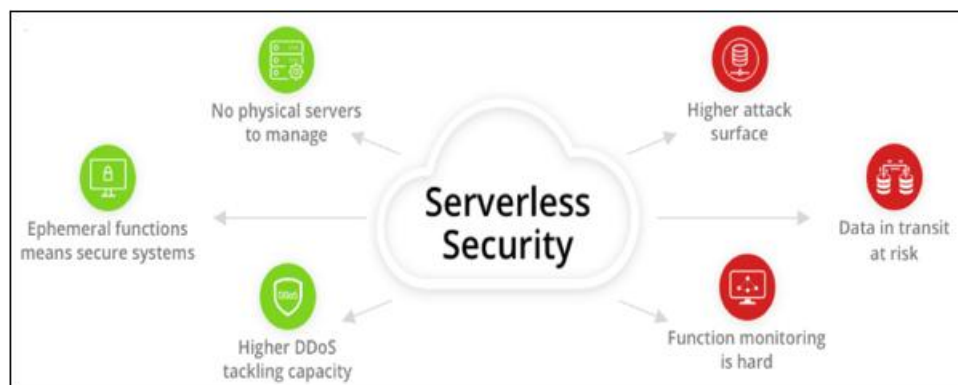 No physical servers
to manage
Higher attack
surface
Serverless
Security
Ephemeral functions
means secure systems
Data in transit
at risk
DDoS
Higher DDoS
tackling capacity
Function monitoring
is hard